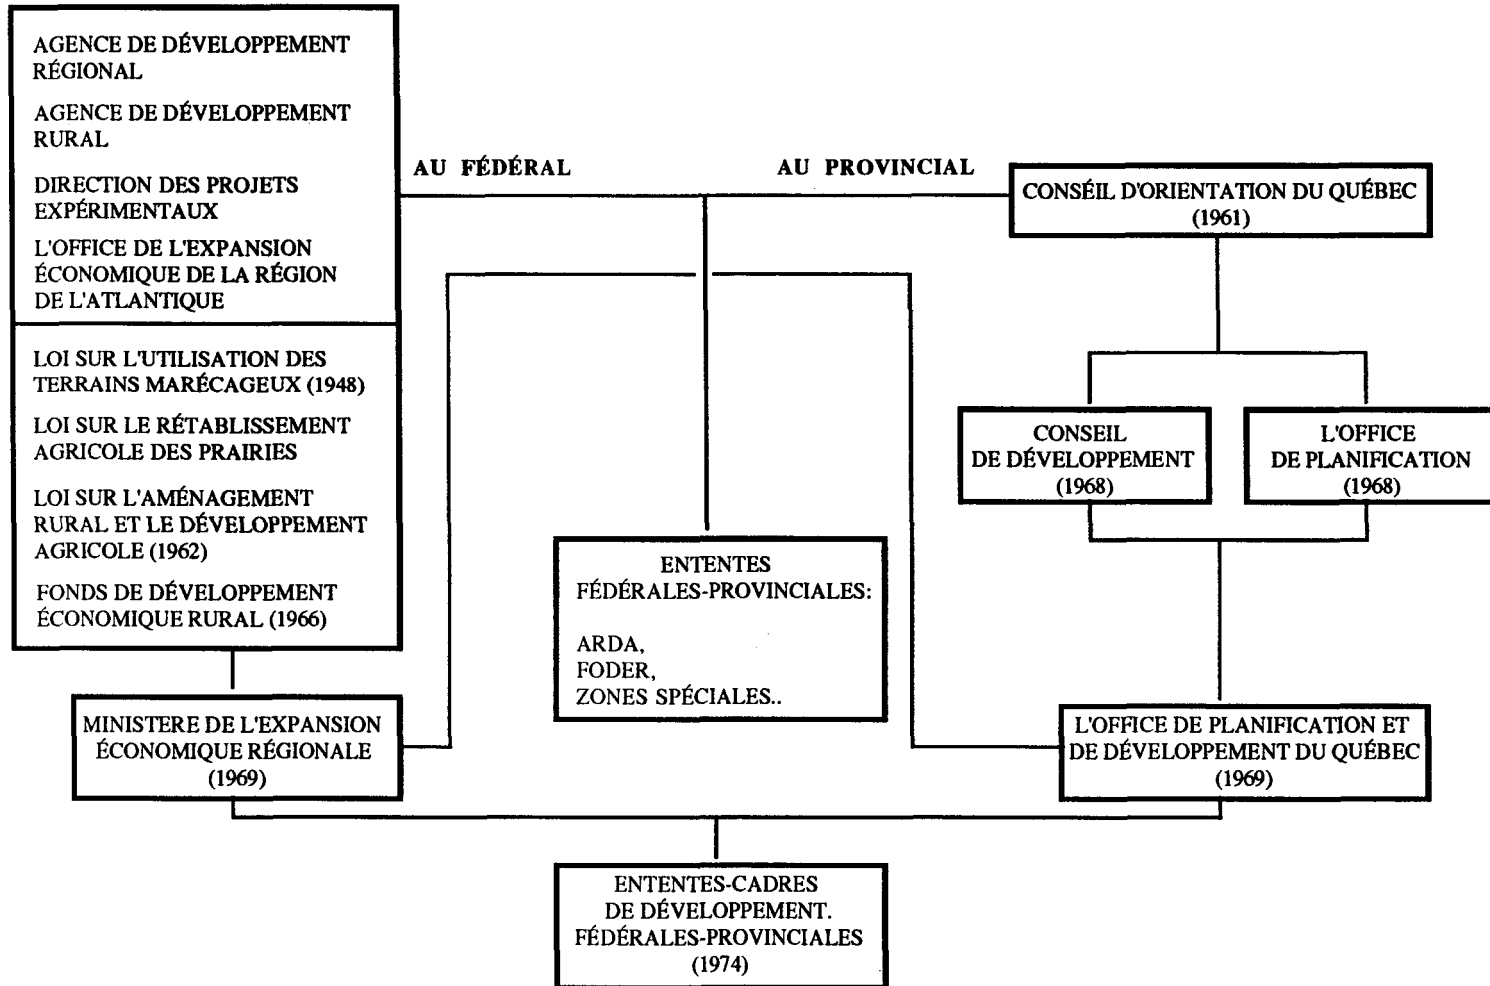 AGENCE DE DÉVELOPPEMENT
RÉGIONAL
AGENCE DE DÉVELOPPEMENT
RURAL
DIRECTION DES PROJETS
EXPÉRIMENTAUX
L'OFFICE DE L'EXPANSION
ÉCONOMIQUE DE LA RÉGION
DE L'ATLANTIQUE
LOI SUR L'UTILISATION DES
TERRAINS MARÉCAGEUX (1948)
LOI SUR LE RÉTABLISSEMENT
AGRICOLE DES PRAIRIES
LOI SUR L'AMÉNAGEMENT
RURAL ET LE DÉVELOPPEMENT
AGRICOLE (1962)
FONDS DE DÉVELOPPEMENT
ÉCONOMIQUE RURAL (1966)
AU FÉDÉRAL
AU PROVINCIAL
CONSÉIL D'ORIENTATION DU QUÉBEC
(1961)
CONSEIL
DE DÉVELOPPEMENT
(1968)
L'OFFICE
DE PLANIFICATION
(1968)
ENTENTES
FÉDÉRALES-PROVINCIALES:
ARDA,
FODER,
ZONES SPÉCIALES..
MINISTERE DE L'EXPANSION
ÉCONOMIQUE RÉGIONALE
(1969)
L'OFFICE DE PLANIFICATION ET
DE DÉVELOPPEMENT DU QUÉBEC
(1969)
ENTENTES-CADRES
DE DÉVELOPPEMENT.
FÉDÉRALES-PROVINCIALES
(1974)